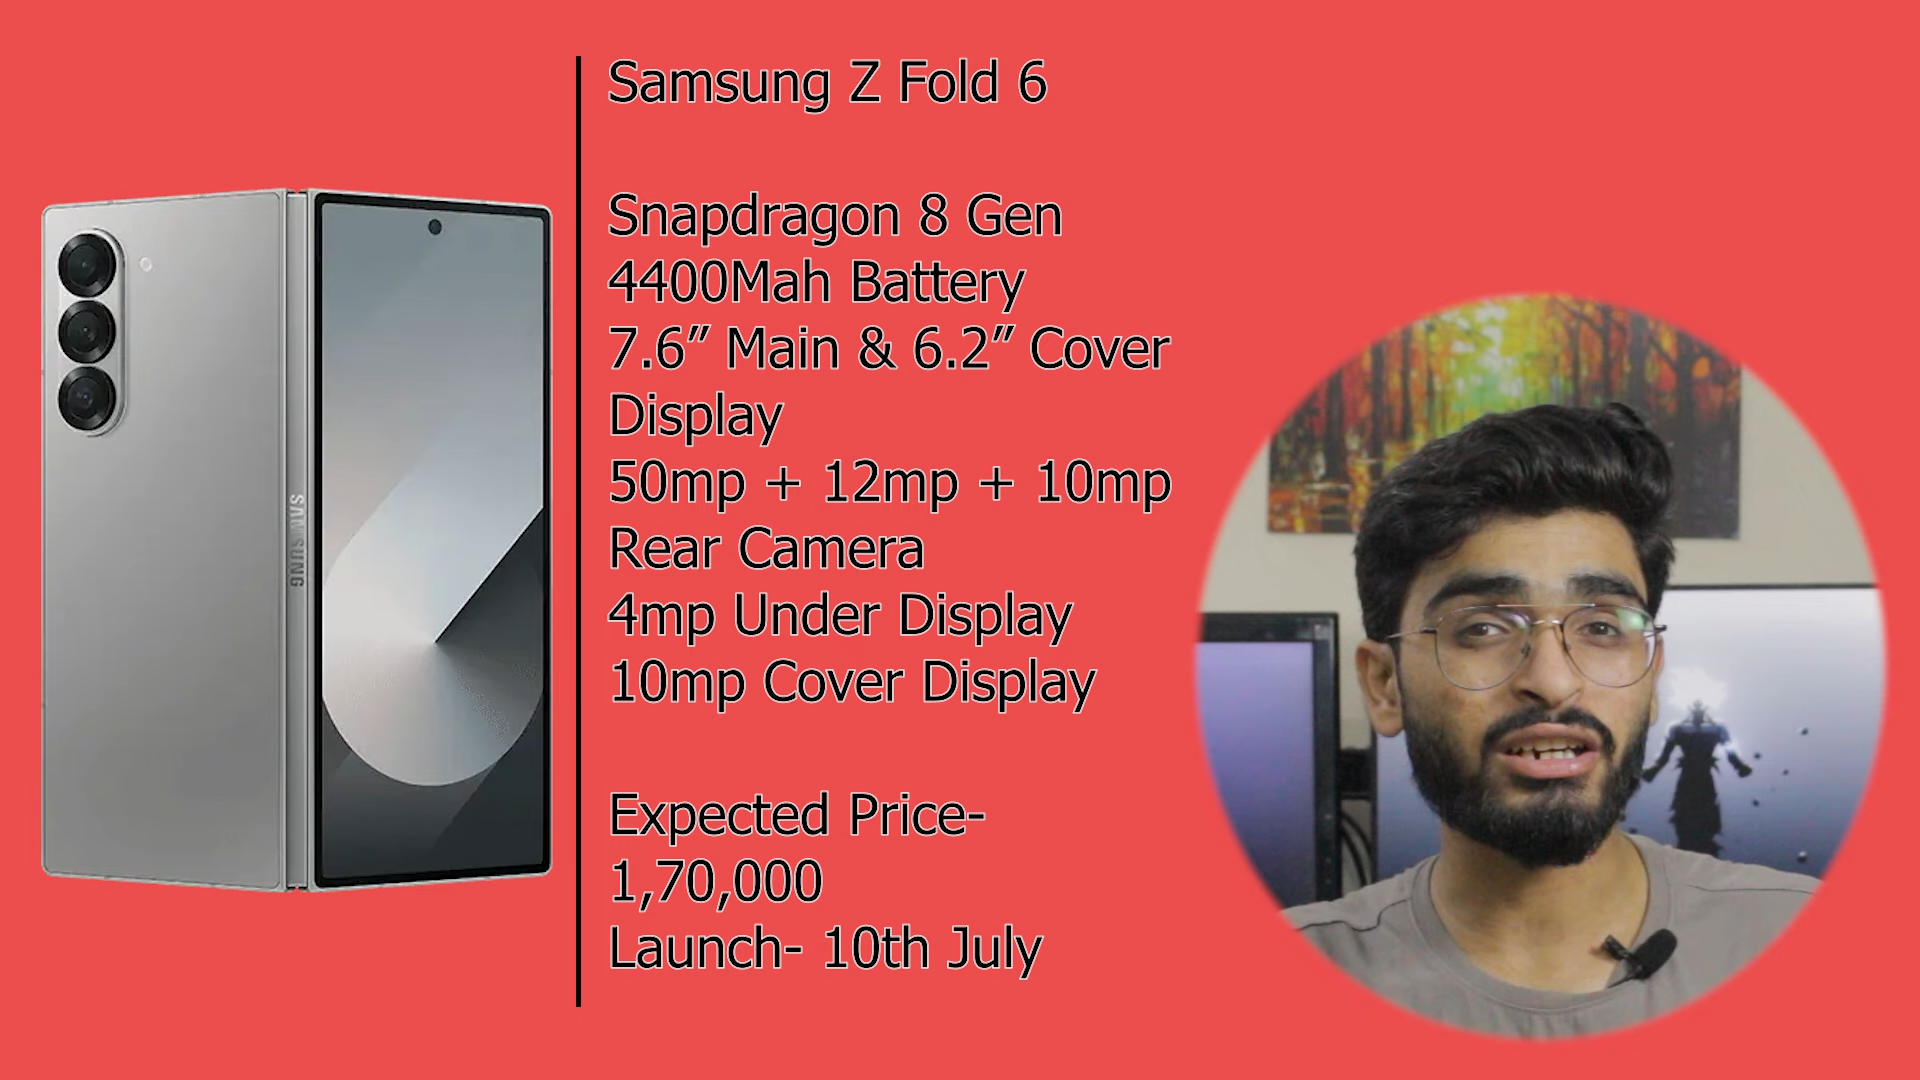 Samsung Z Fold 6
Snapdragon 8 Gen
4400Mah Battery
7.6” Main & 6.2” Cover
Display
50mp + 12mp + 10mp
Rear Camera
4mp Under Display
10mp Cover Display
Expected Price-
1,70,000
Launch- 10th July
SAMSUNG